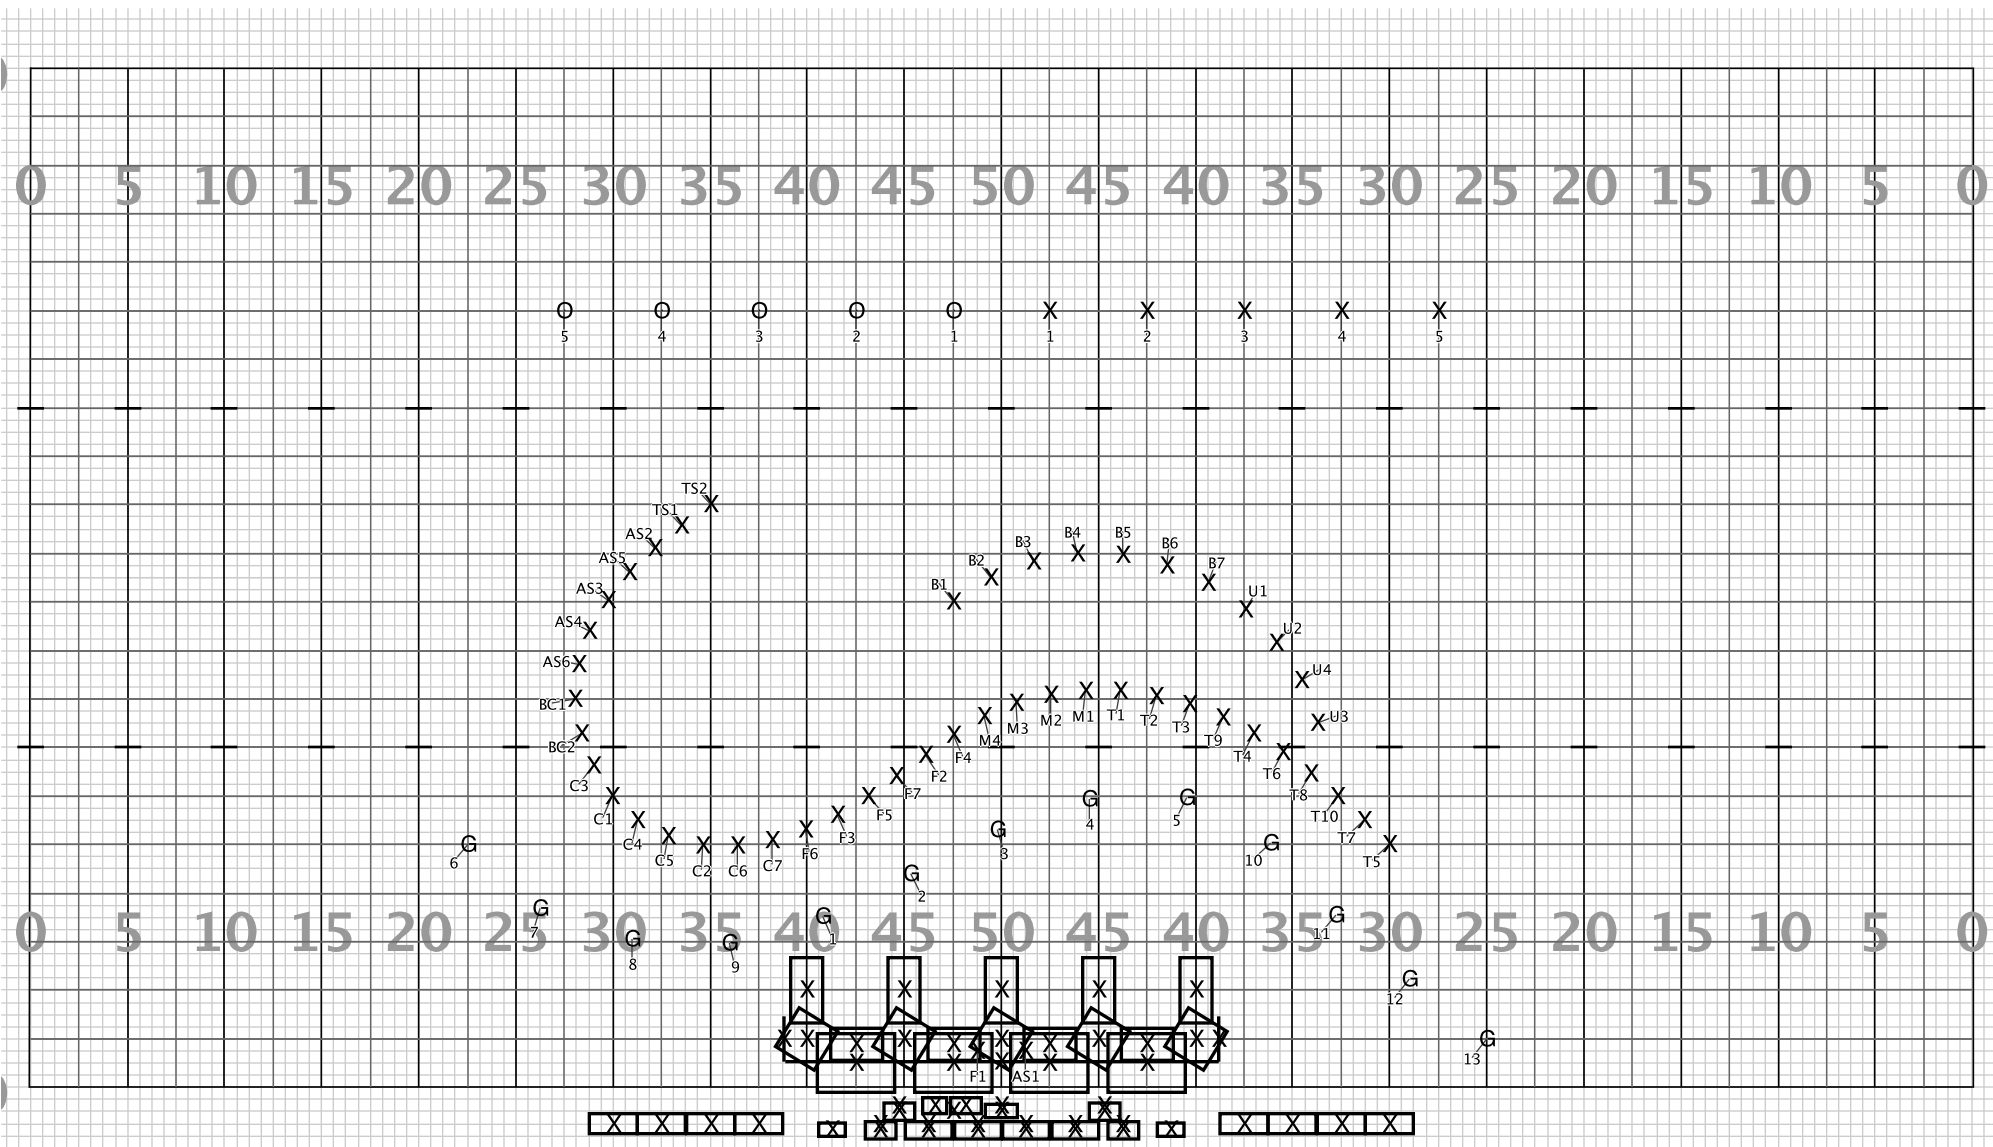 0 5 10 15 20 25 30 35 40 45 50 45 40 35 30 25 20 15 10 5 0
O O O O O X X X X X
5 4 3 2 1 1 2 3 4 5
TS2 X
TS1 X
AS2 X
B3 X B4 X B5 X B6 X
AS5 X
B2 X B7 X
AS3 X
B1 X U1 X
AS4 X
U2 X
AS6 X
U4 X
BC1 X
M3 X M2 X M1 X T1 X T2 X T3 X
M4 X T9 X U3 X
BC2 X
F4 X T4 X
F2 X T6 X
C3 X
F7 X T8 X
C1 X
F5 X G 4 G 5 T10 X
C4 X F3 X T7 X
C5 X C7 X F6 X G 3
G 6 C2 X C6 X G 10 T5 X
G 2
G 7 G 1 G 11
0 5 10 15 20 25 30 35 40 45 50 45 40 35 30 25 20 15 10 5 0
G 8 G 9
G 12
X X X X X
G 13
X X X X X X X X X X X
X X X X X
F1 AS1
X X X X X X
X X X X X X X X X X X X X X X X